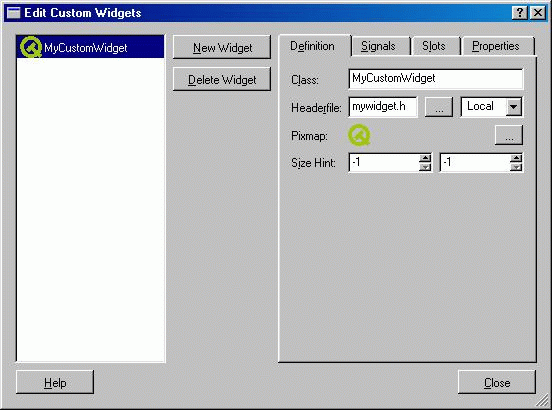 Edit Custom Widgets
MyCustomWidget
New Widget
Delete Widget
Definition Signals Slots Properties
Class: MyCustomWidget
Headerfile: mywidget.h ... Local
Pixmap: ...
Size Hint: -1 -1
Help Close